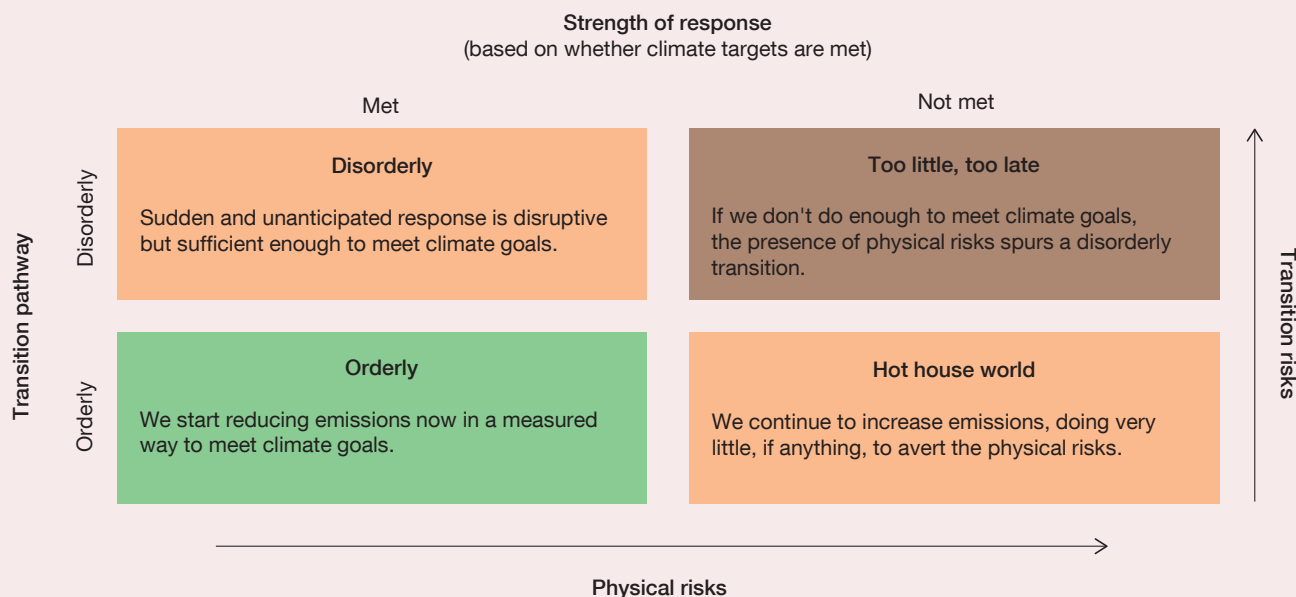 Strength of response
(based on whether climate targets are met)
Met
Not met
Transition pathway
Disorderly
Disorderly
Sudden and unanticipated response is disruptive
but sufficient enough to meet climate goals.
Too little, too late
If we don't do enough to meet climate goals,
the presence of physical risks spurs a disorderly
transition.
Transition risks
Orderly
Orderly
We start reducing emissions now in a measured
way to meet climate goals.
Hot house world
We continue to increase emissions, doing very
little, if anything, to avert the physical risks.
Physical risks